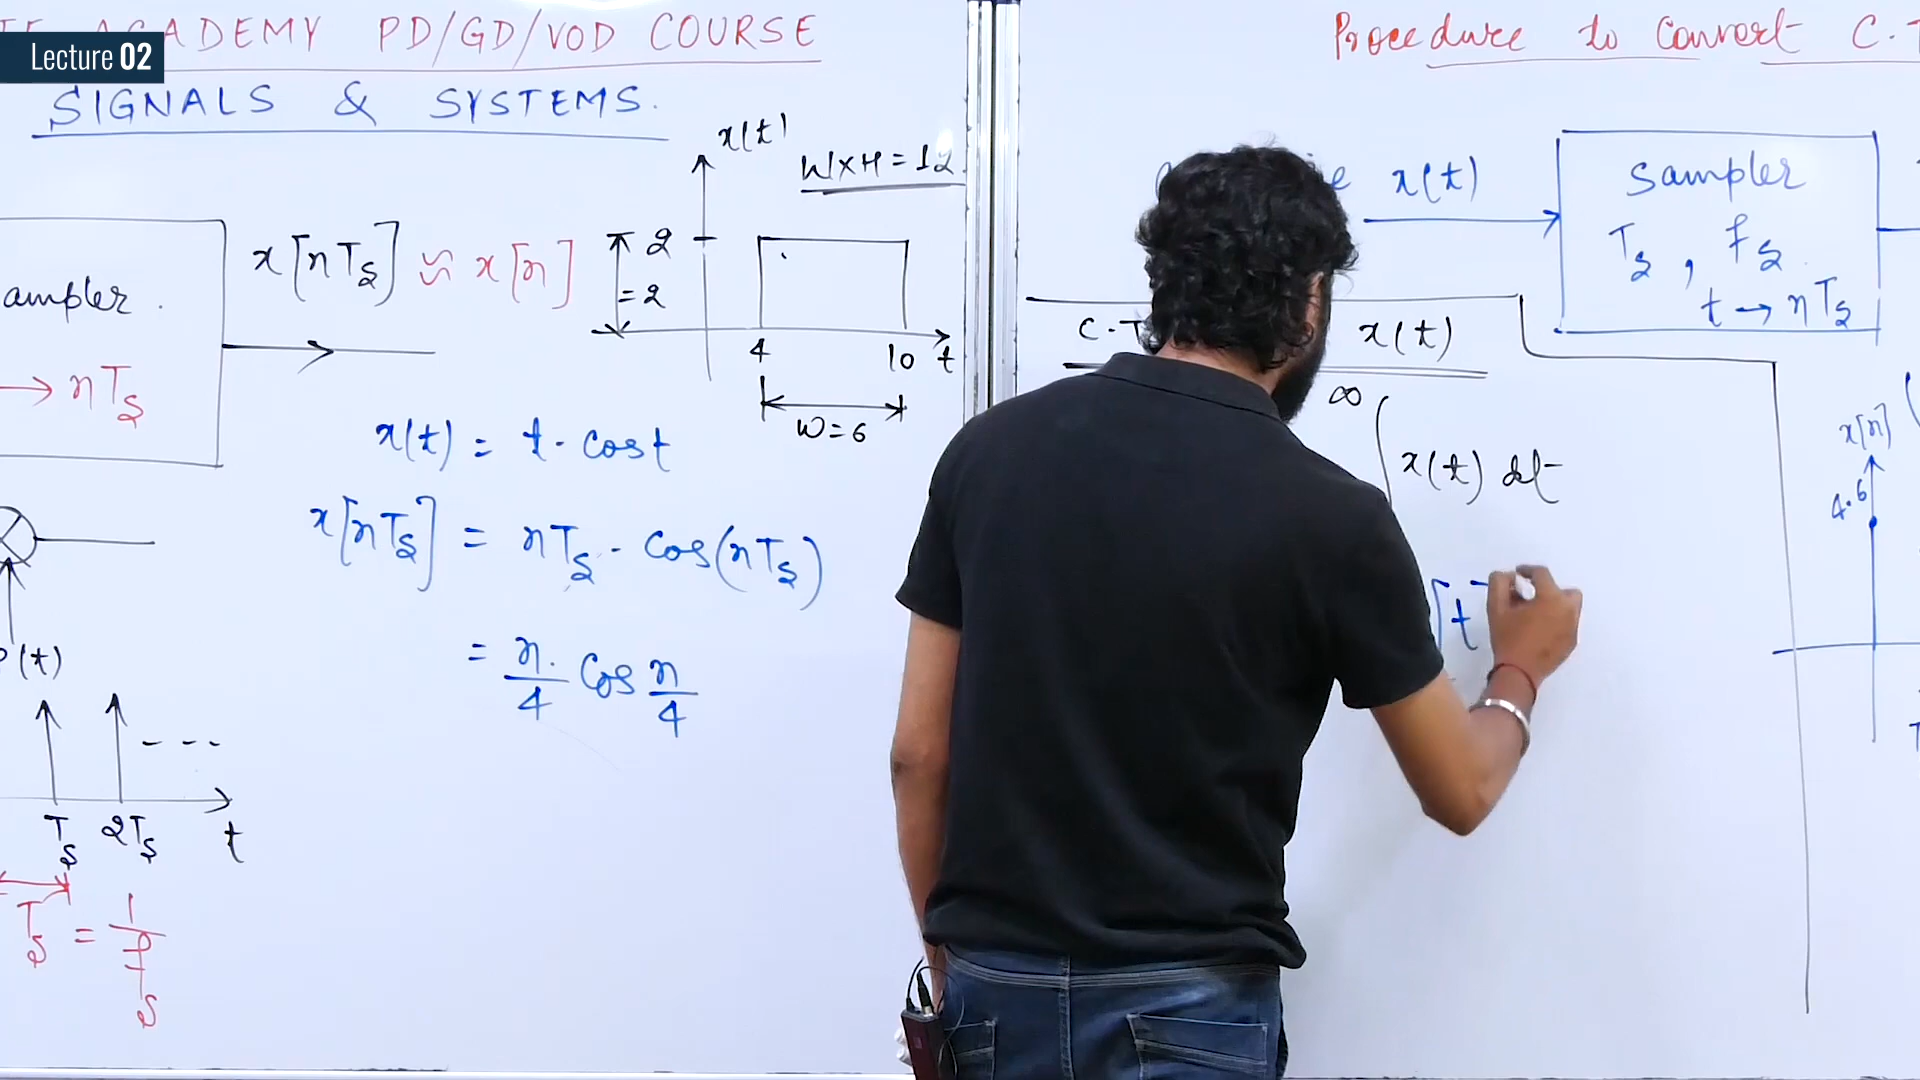 Lecture 02
ACADEMY PD/GD/VOD COURSE
SIGNALS & SYSTEMS.
ampler.
→ nTs
x[nTs] ≈ x[n]
x(t)
W×H = 12
2
= 2
4 10 t
W=6
x(t) = t · cost
x[nTs] = nTs · cos(nTs)
= n/4 · Cos n/4
(t)
Ts 2Ts t
Ts = 1/fs
Procedure to Convert C.T
x(t)
Sampler
Ts, fs
t → nTs
C.T
x(t)
∞
∫ x(t) dt
[t
x[n]
4.6